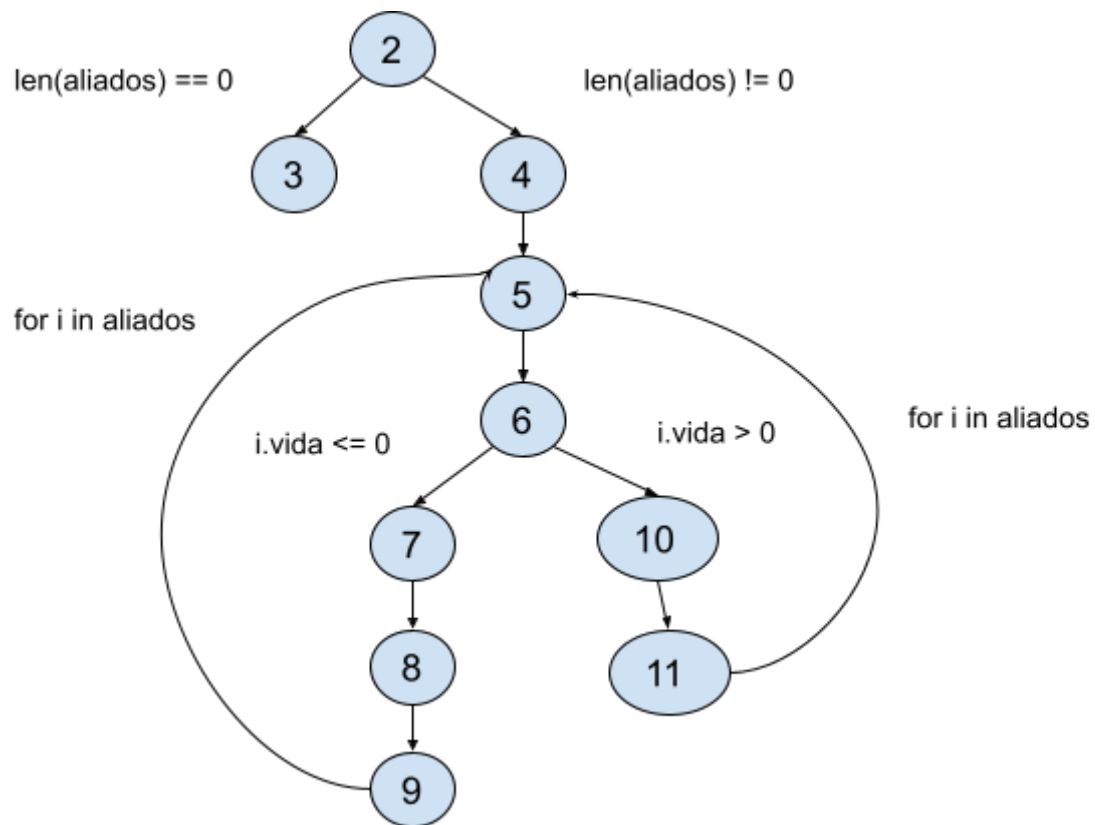 2
len(aliados) == 0
len(aliados) != 0
3
4
5
for i in aliados
6
for i in aliados
i.vida <= 0
i.vida > 0
7
10
8
11
9